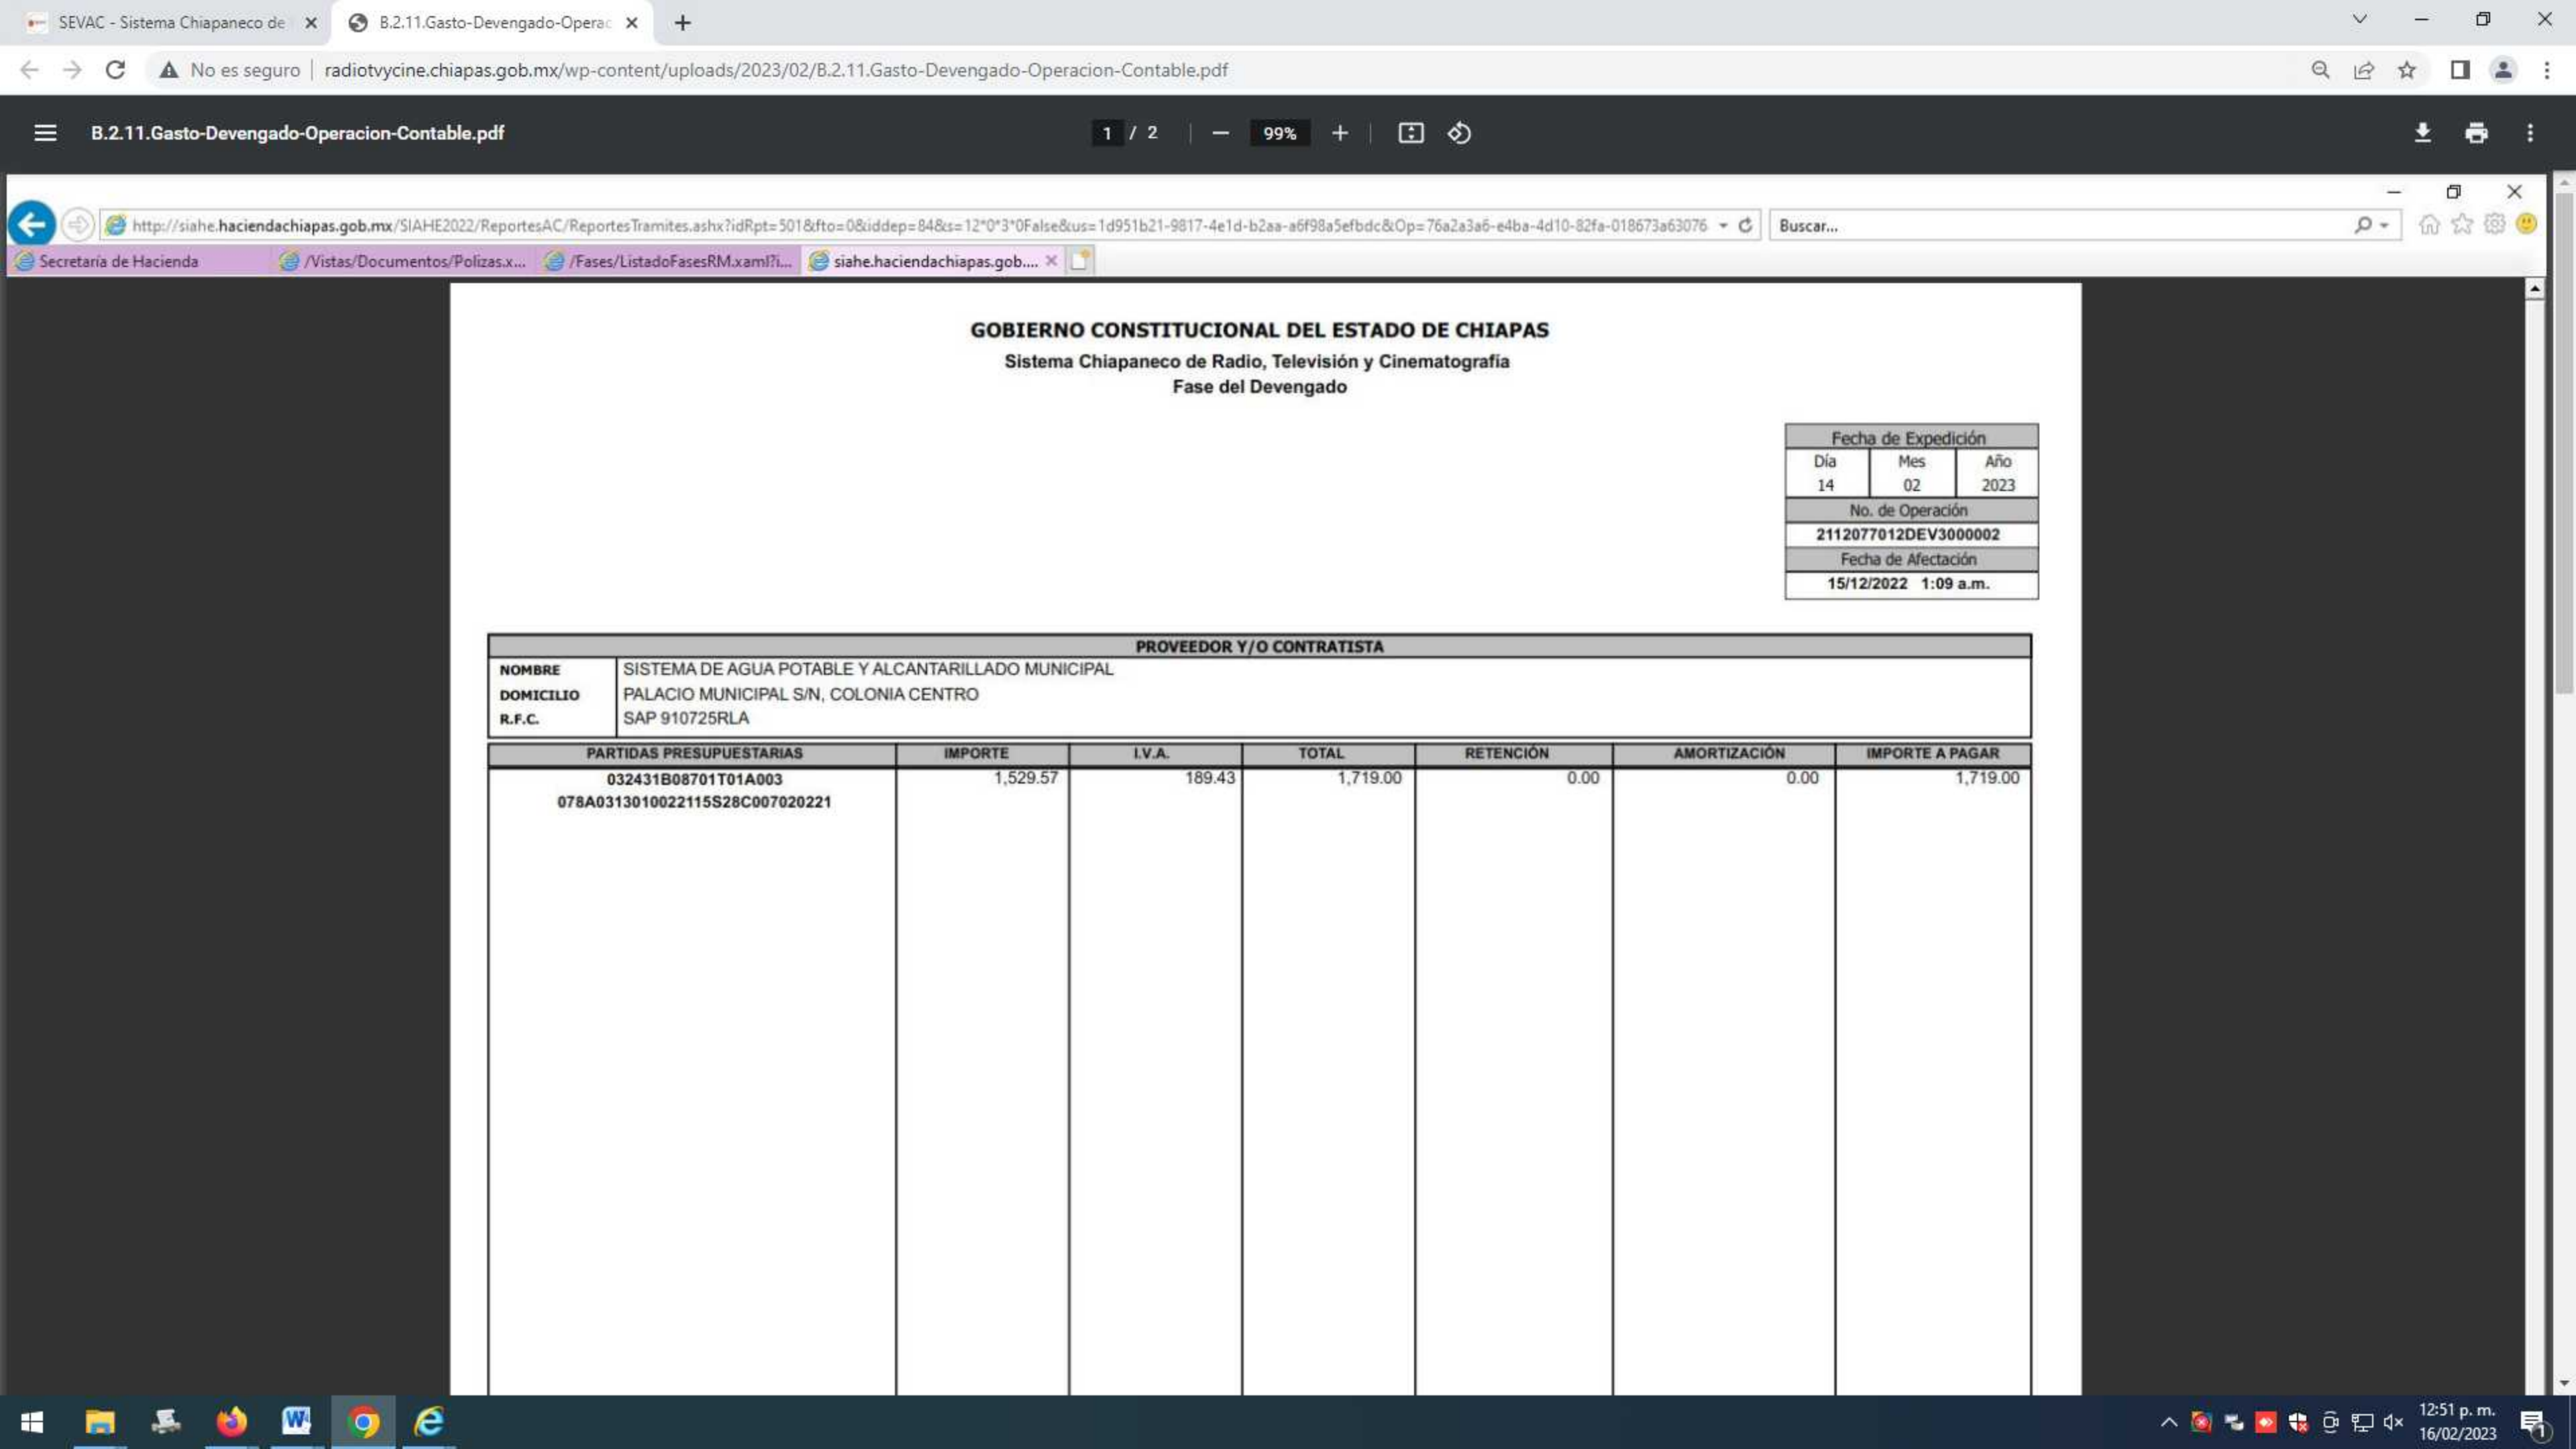 SEVAC - Sistema Chiapaneco de
B.2.11.Gasto-Devengado-Operac
No es seguro
radiotvycine.chiapas.gob.mx/wp-content/uploads/2023/02/B.2.11.Gasto-Devengado-Operacion-Contable.pdf
B.2.11.Gasto-Devengado-Operacion-Contable.pdf
1 / 2
99%
http://siahe.haciendachiapas.gob.mx/SIAHE2022/ReportesAC/ReportesTramites.ashx?idRpt=501&fto=0&iddep=84&s=12*0*3*0False&us=1d951b21-9817-4e1d-b2aa-a6f98a5efbdc&Op=76a2a3a6-e4ba-4d10-82fa-018673a63076
Buscar...
Secretaría de Hacienda
/Vistas/Documentos/Polizas.x...
/Fases/ListadoFasesRM.xaml?i...
siahe.haciendachiapas.gob....
GOBIERNO CONSTITUCIONAL DEL ESTADO DE CHIAPAS
Sistema Chiapaneco de Radio, Televisión y Cinematografía
Fase del Devengado
Fecha de Expedición
Día Mes Año
14 02 2023
No. de Operación
2112077012DEV3000002
Fecha de Afectación
15/12/2022 1:09 a.m.
PROVEEDOR Y/O CONTRATISTA
NOMBRE SISTEMA DE AGUA POTABLE Y ALCANTARILLADO MUNICIPAL
DOMICILIO PALACIO MUNICIPAL S/N, COLONIA CENTRO
R.F.C. SAP 910725RLA
PARTIDAS PRESUPUESTARIAS IMPORTE I.V.A. TOTAL RETENCIÓN AMORTIZACIÓN IMPORTE A PAGAR
032431B08701T01A003 1,529.57 189.43 1,719.00 0.00 0.00 1,719.00
078A0313010022115S28C007020221
12:51 p. m.
16/02/2023
1